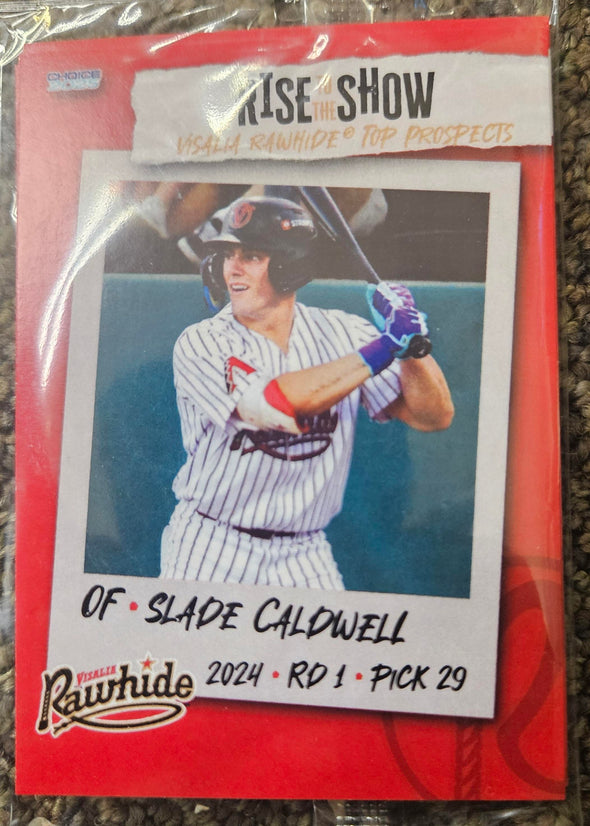 CHOICE
RISE TO THE SHOW
VISALIA RAWHIDE® TOP PROSPECTS
OF • SLADE CALDWELL
2024 • RD 1 • PICK 29
VISALIA
Rawhide